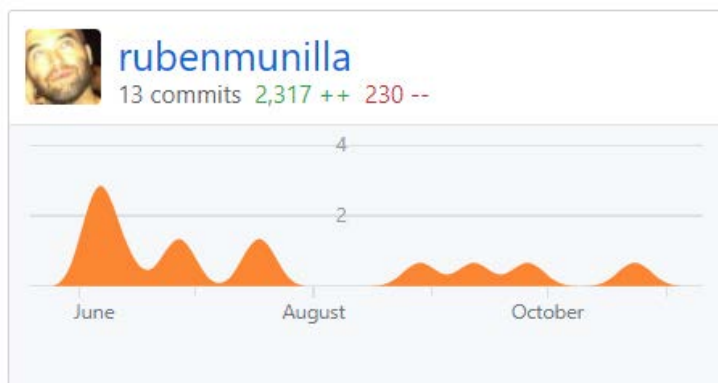 rubenmunilla
13 commits 2,317 ++ 230 --
4
2
June August October